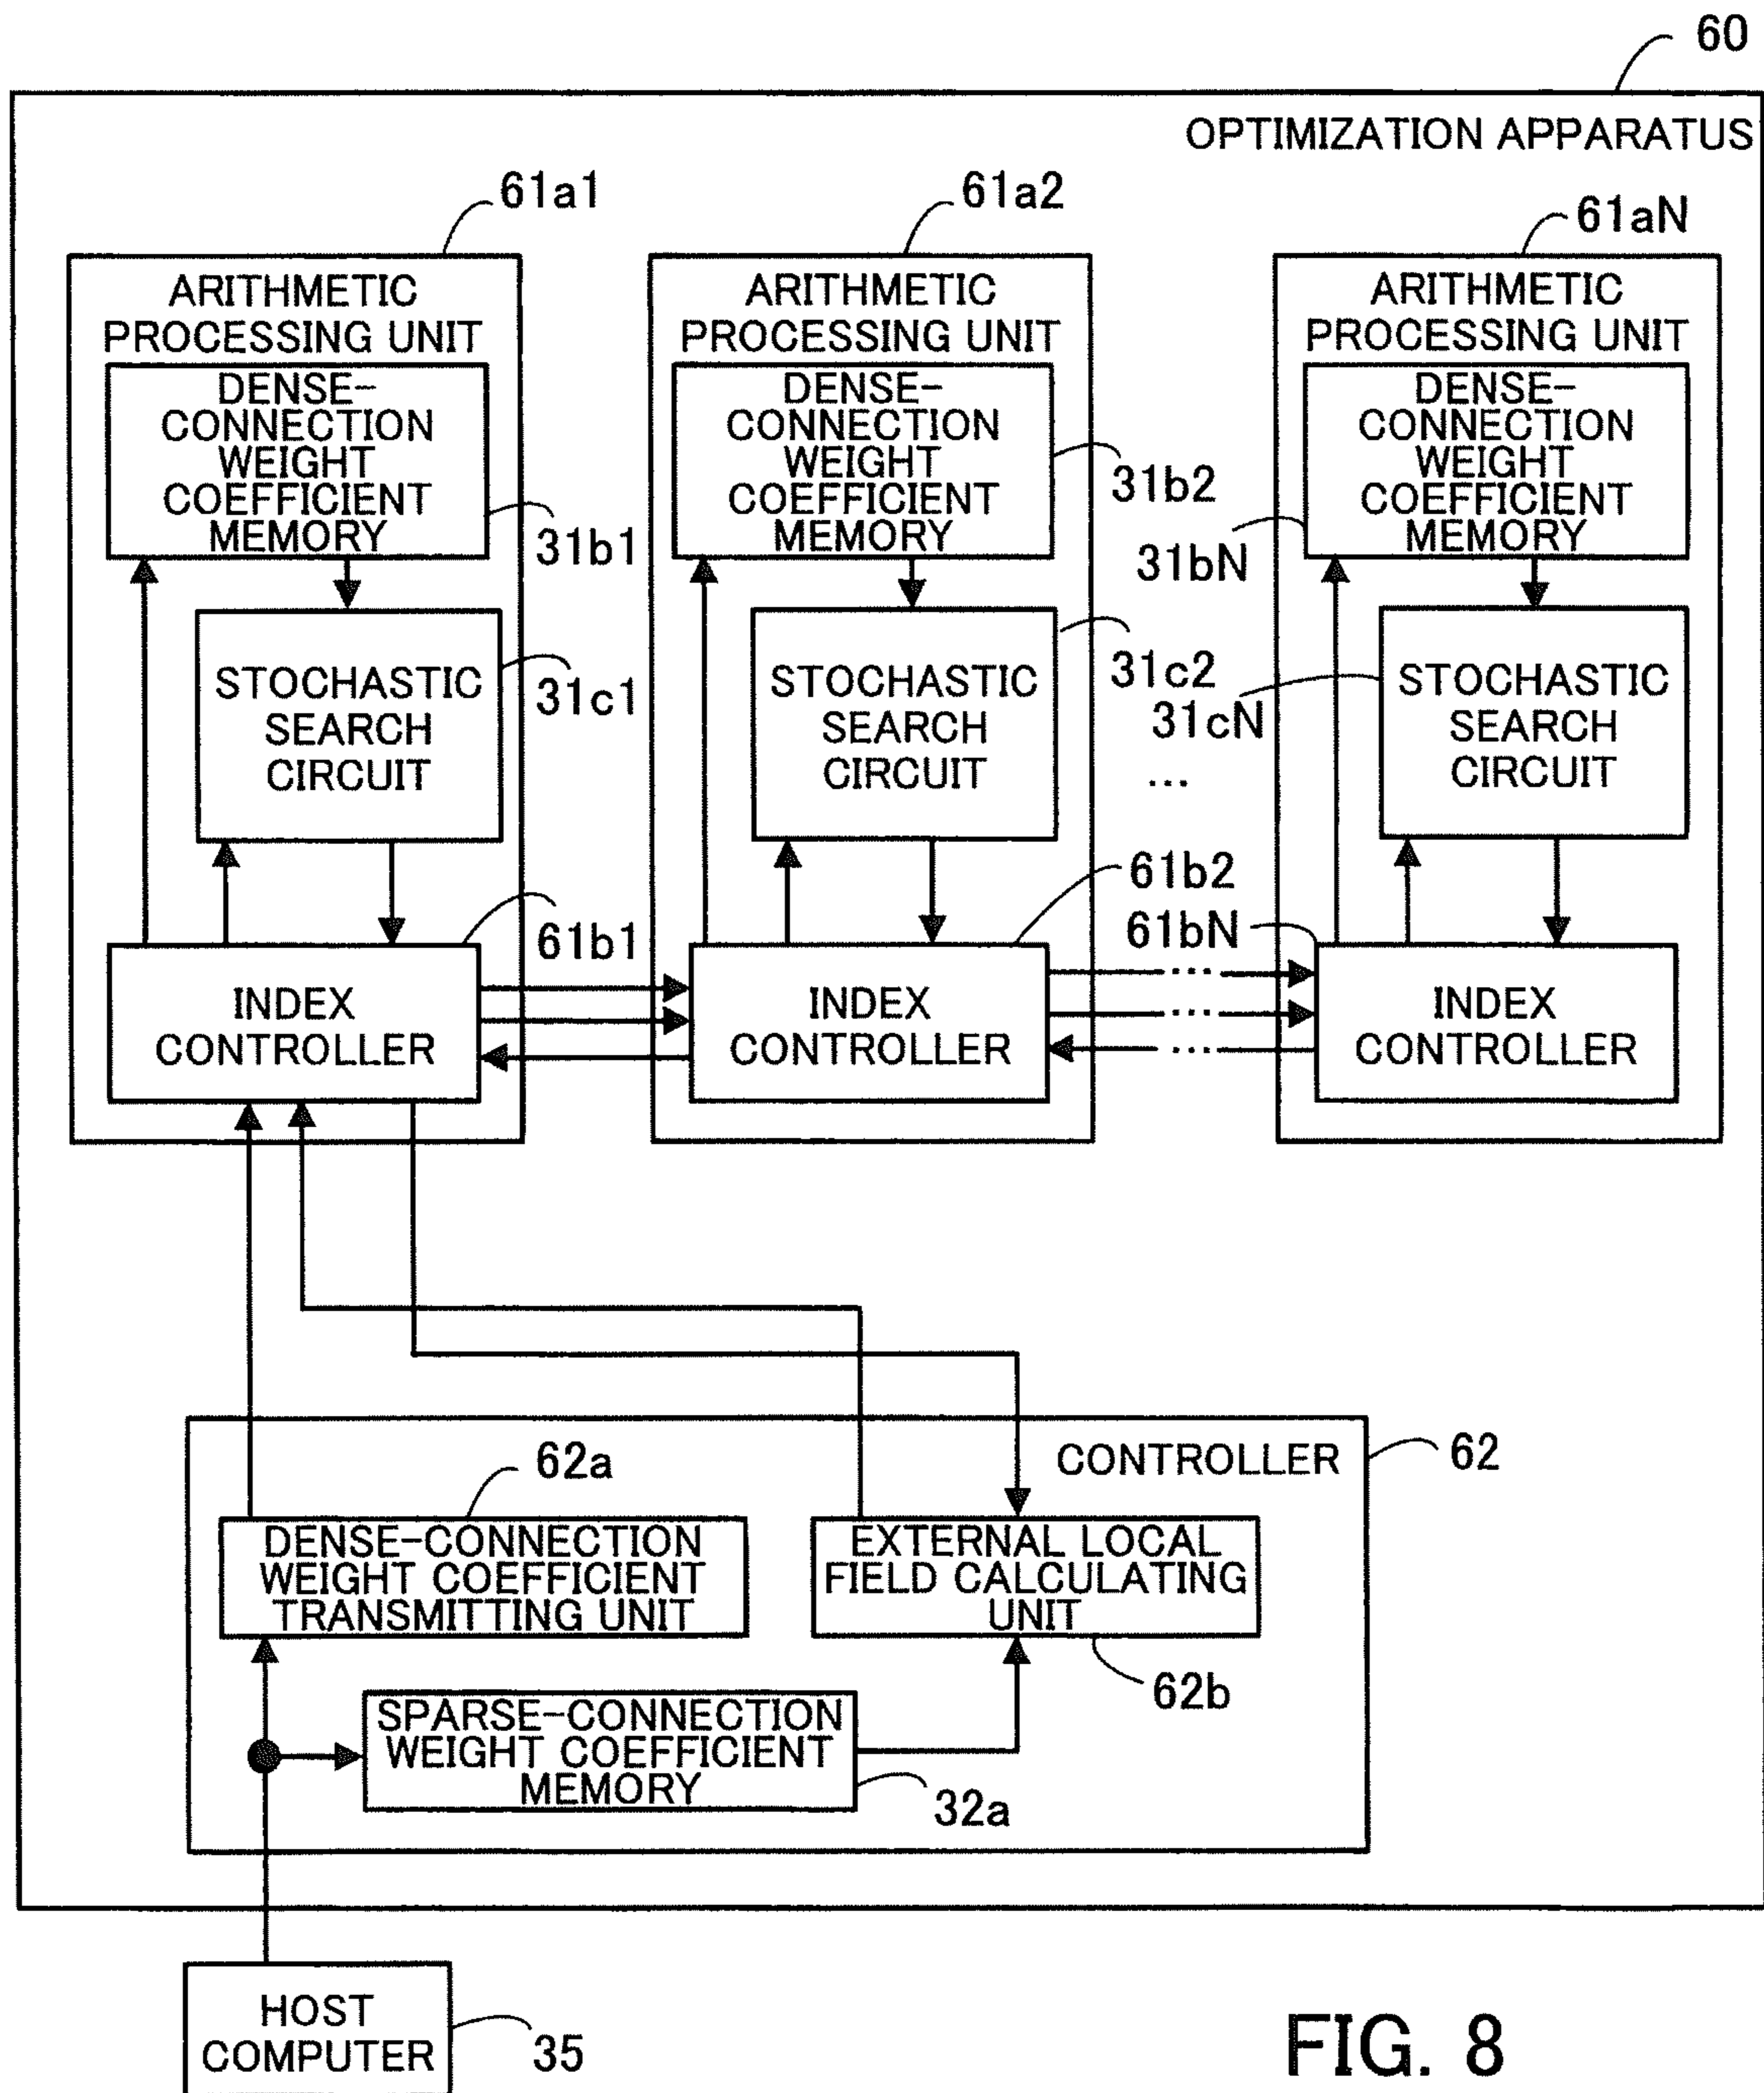 60
OPTIMIZATION APPARATUS
61a1
61a2
61aN
ARITHMETIC
PROCESSING UNIT
DENSE-
CONNECTION
WEIGHT
COEFFICIENT
MEMORY
31b1
STOCHASTIC
SEARCH
CIRCUIT
31c1
61b1
INDEX
CONTROLLER
ARITHMETIC
PROCESSING UNIT
DENSE-
CONNECTION
WEIGHT
COEFFICIENT
MEMORY
31b2
STOCHASTIC
SEARCH
CIRCUIT
31c2
...
61b2
INDEX
CONTROLLER
...
...
...
ARITHMETIC
PROCESSING UNIT
DENSE-
CONNECTION
WEIGHT
COEFFICIENT
MEMORY
31bN
STOCHASTIC
SEARCH
CIRCUIT
31cN
61bN
INDEX
CONTROLLER
CONTROLLER
62
62a
DENSE-CONNECTION
WEIGHT COEFFICIENT
TRANSMITTING UNIT
EXTERNAL LOCAL
FIELD CALCULATING
UNIT
62b
SPARSE-CONNECTION
WEIGHT COEFFICIENT
MEMORY
32a
HOST
COMPUTER
35
FIG. 8